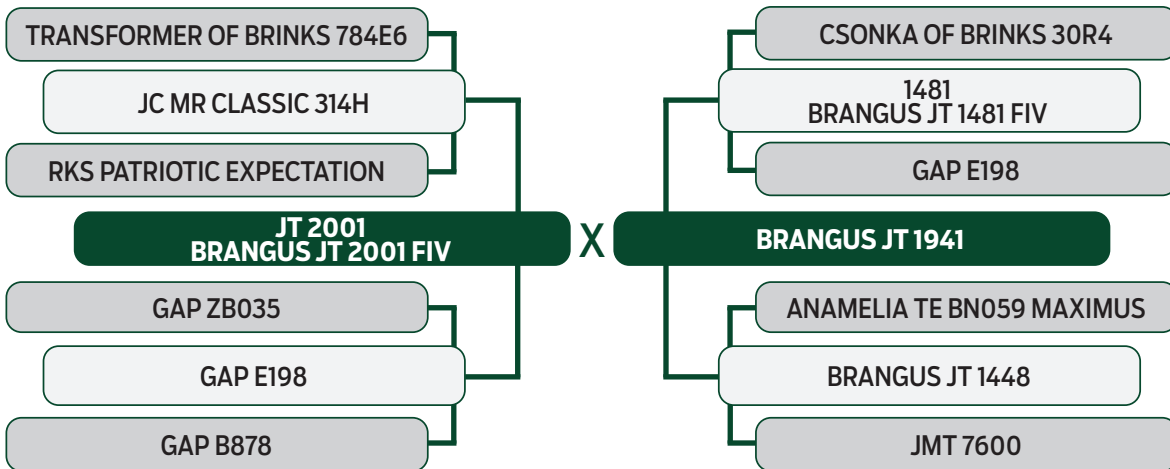 TRANSFORMER OF BRINKS 784E6
JC MR CLASSIC 314H
RKS PATRIOTIC EXPECTATION
JT 2001
BRANGUS JT 2001 FIV
GAP ZB035
GAP E198
GAP B878
X
CSONKA OF BRINKS 30R4
1481
BRANGUS JT 1481 FIV
GAP E198
BRANGUS JT 1941
ANAMELIA TE BN059 MAXIMUS
BRANGUS JT 1448
JMT 7600